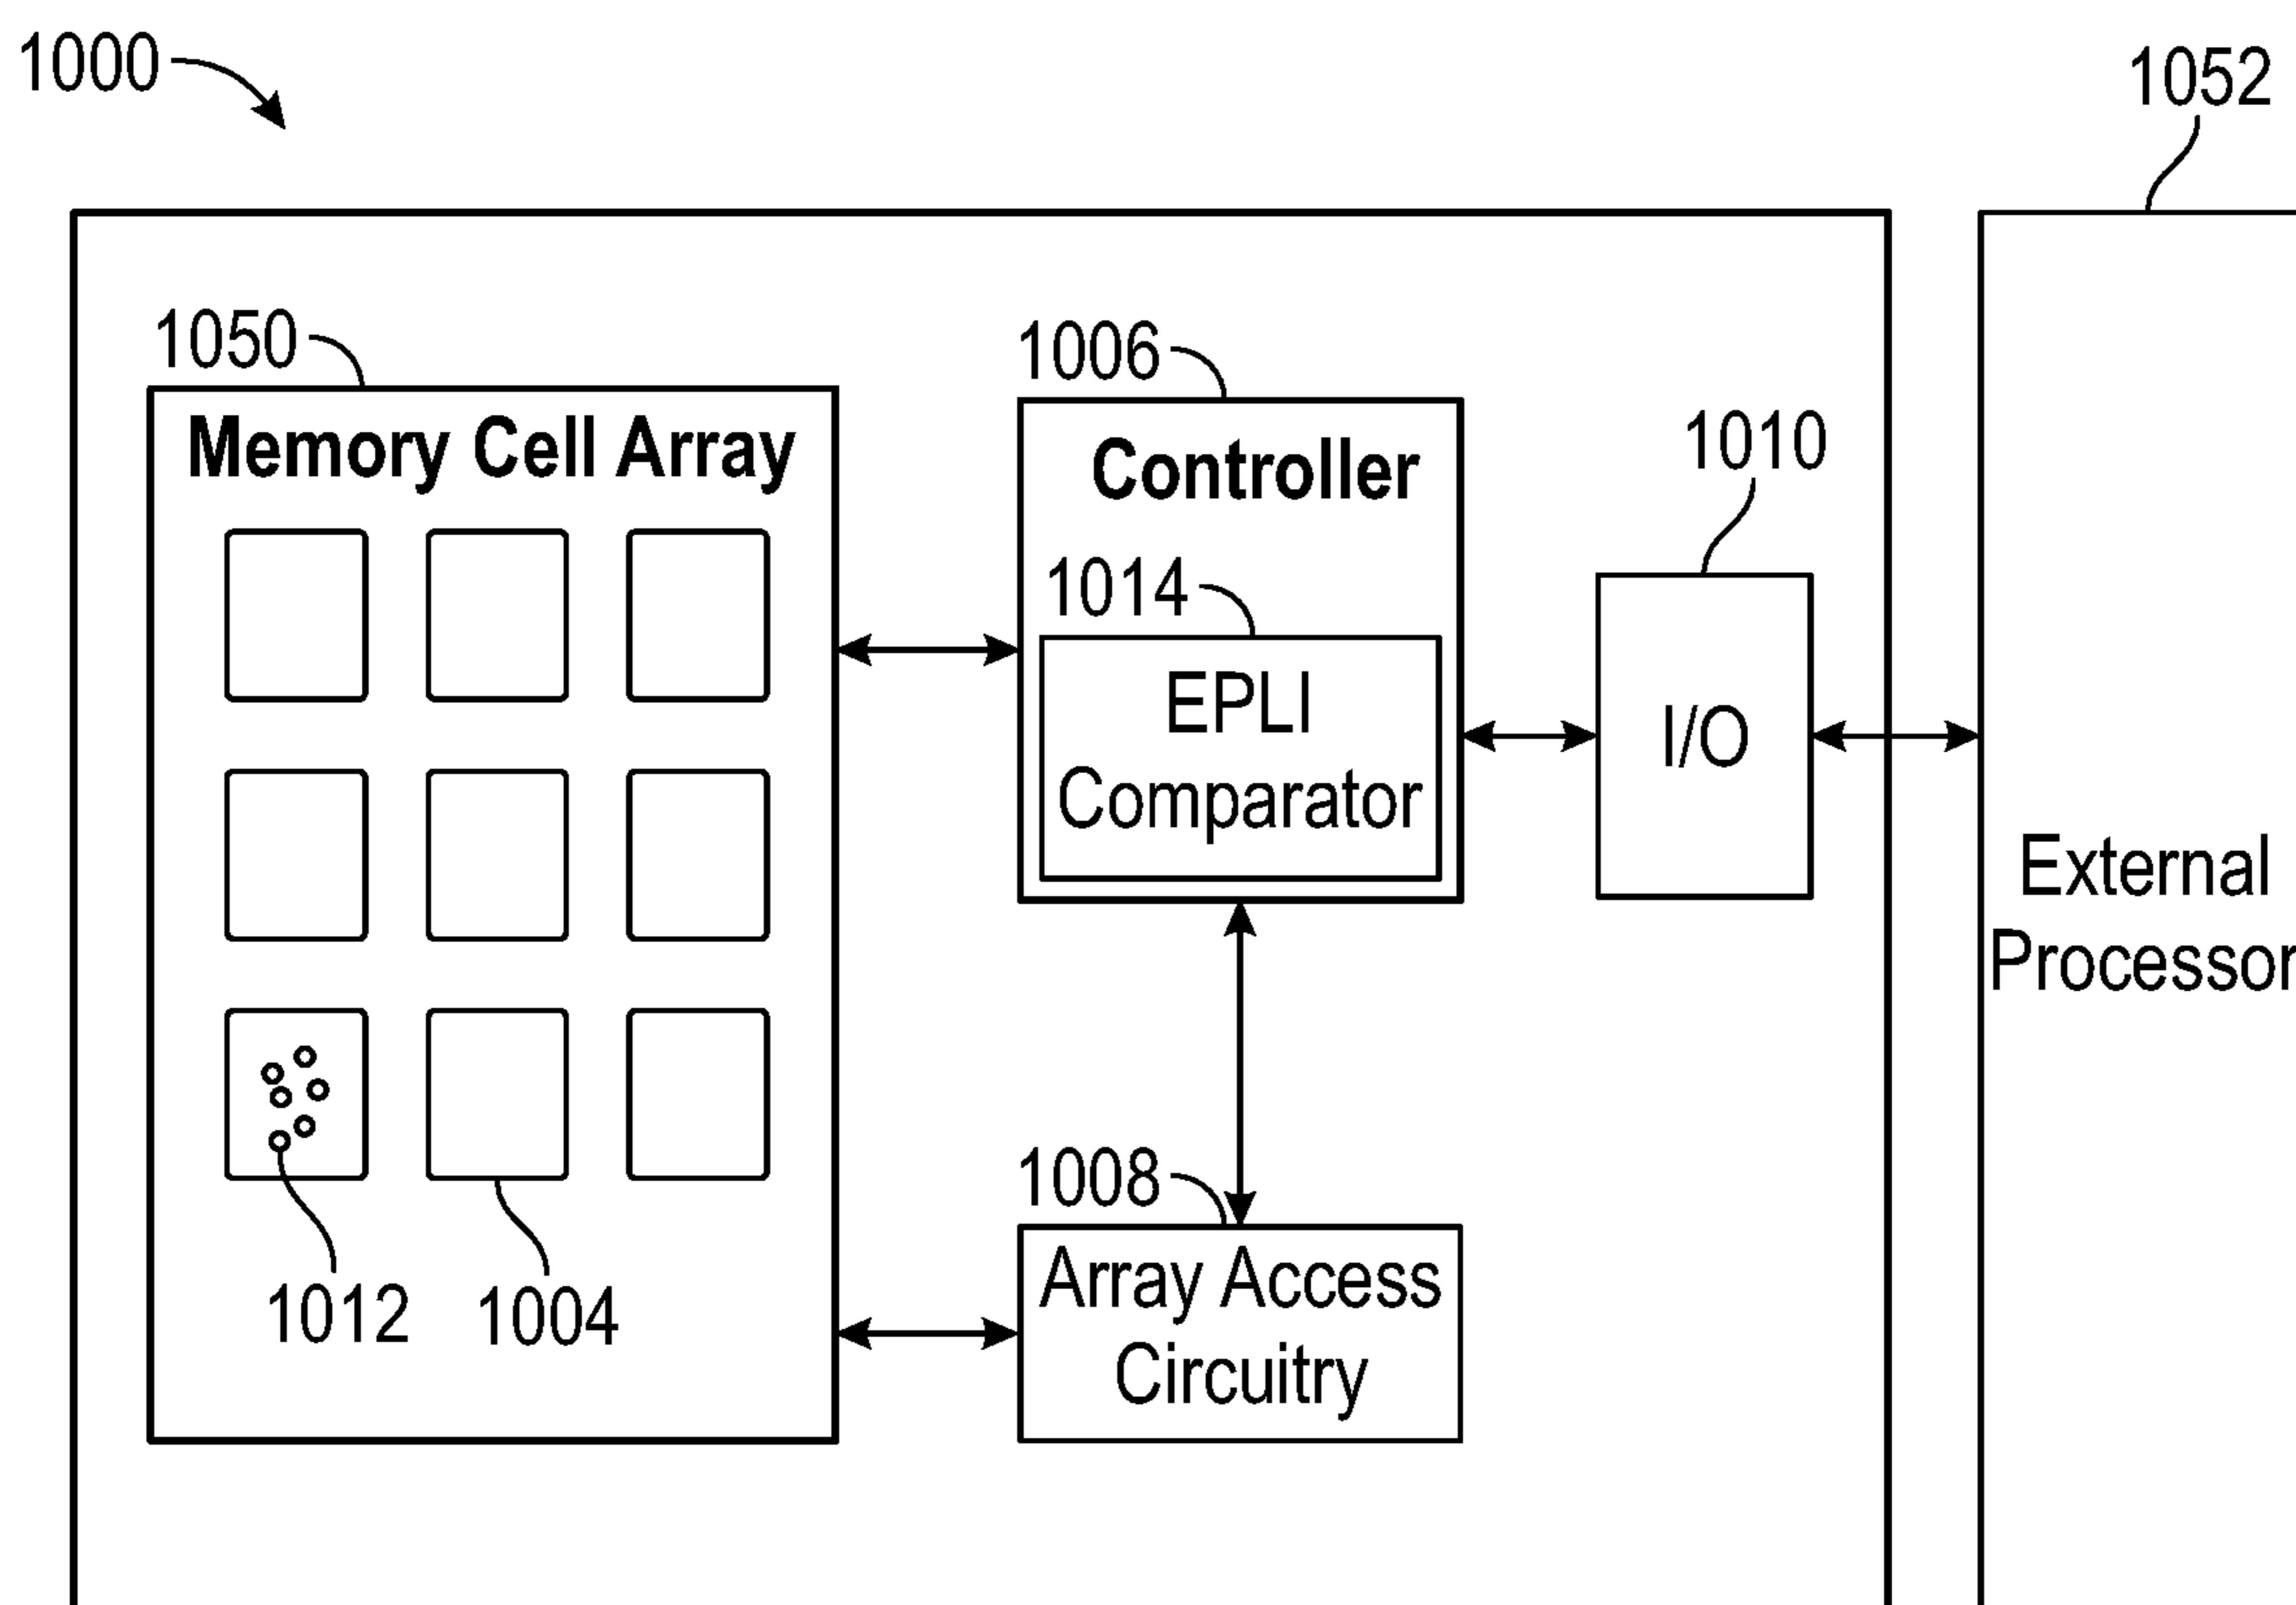 1000
1052
1050
1006
Memory Cell Array
Controller
1010
1014
EPLI
Comparator
I/O
External
Processor
1008
Array Access
Circuitry
1012
1004